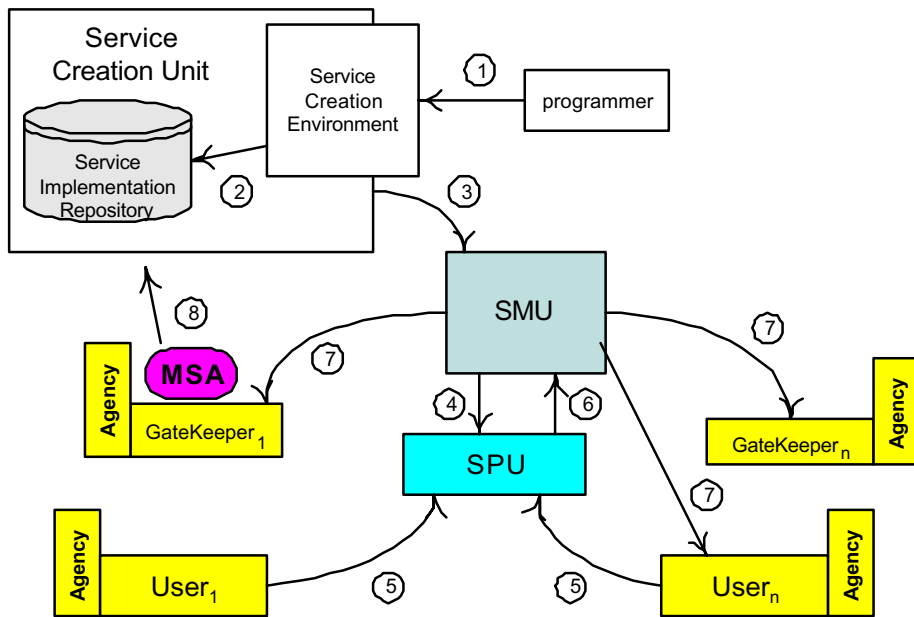 Service
Creation Unit
Service
Creation
Environment
1
programmer
Service
Implementation
Repository
2
3
8
SMU
7
7
Agency
MSA
GateKeeper1
4
6
Agency
GateKeepern
SPU
7
Agency
User1
5
5
Usern
Agency